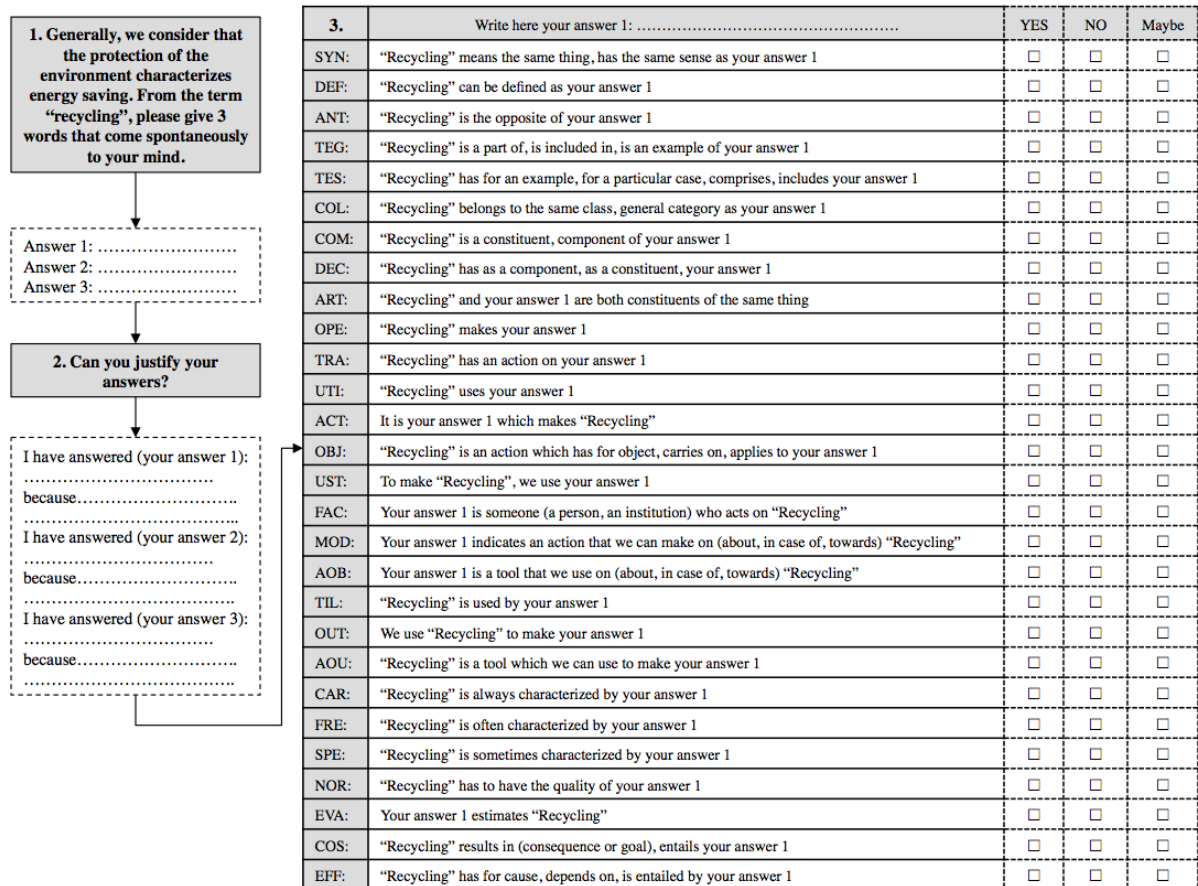 1. Generally, we consider that
the protection of the
environment characterizes
energy saving. From the term
“recycling”, please give 3
words that come spontaneously
to your mind.
Answer 1: ……………………
Answer 2: ……………………
Answer 3: ……………………
2. Can you justify your
answers?
I have answered (your answer 1):
……………………………
because……………………….
………………………………..
I have answered (your answer 2):
……………………………
because……………………….
……………………………….
I have answered (your answer 3):
……………………………
because……………………….
……………………………….
3. Write here your answer 1: ……………………………………………… YES NO Maybe
SYN: “Recycling” means the same thing, has the same sense as your answer 1 ☐ ☐ ☐
DEF: “Recycling” can be defined as your answer 1 ☐ ☐ ☐
ANT: “Recycling” is the opposite of your answer 1 ☐ ☐ ☐
TEG: “Recycling” is a part of, is included in, is an example of your answer 1 ☐ ☐ ☐
TES: “Recycling” has for an example, for a particular case, comprises, includes your answer 1 ☐ ☐ ☐
COL: “Recycling” belongs to the same class, general category as your answer 1 ☐ ☐ ☐
COM: “Recycling” is a constituent, component of your answer 1 ☐ ☐ ☐
DEC: “Recycling” has as a component, as a constituent, your answer 1 ☐ ☐ ☐
ART: “Recycling” and your answer 1 are both constituents of the same thing ☐ ☐ ☐
OPE: “Recycling” makes your answer 1 ☐ ☐ ☐
TRA: “Recycling” has an action on your answer 1 ☐ ☐ ☐
UTI: “Recycling” uses your answer 1 ☐ ☐ ☐
ACT: It is your answer 1 which makes “Recycling” ☐ ☐ ☐
OBJ: “Recycling” is an action which has for object, carries on, applies to your answer 1 ☐ ☐ ☐
UST: To make “Recycling”, we use your answer 1 ☐ ☐ ☐
FAC: Your answer 1 is someone (a person, an institution) who acts on “Recycling” ☐ ☐ ☐
MOD: Your answer 1 indicates an action that we can make on (about, in case of, towards) “Recycling” ☐ ☐ ☐
AOB: Your answer 1 is a tool that we use on (about, in case of, towards) “Recycling” ☐ ☐ ☐
TIL: “Recycling” is used by your answer 1 ☐ ☐ ☐
OUT: We use “Recycling” to make your answer 1 ☐ ☐ ☐
AOU: “Recycling” is a tool which we can use to make your answer 1 ☐ ☐ ☐
CAR: “Recycling” is always characterized by your answer 1 ☐ ☐ ☐
FRE: “Recycling” is often characterized by your answer 1 ☐ ☐ ☐
SPE: “Recycling” is sometimes characterized by your answer 1 ☐ ☐ ☐
NOR: “Recycling” has to have the quality of your answer 1 ☐ ☐ ☐
EVA: Your answer 1 estimates “Recycling” ☐ ☐ ☐
COS: “Recycling” results in (consequence or goal), entails your answer 1 ☐ ☐ ☐
EFF: “Recycling” has for cause, depends on, is entailed by your answer 1 ☐ ☐ ☐